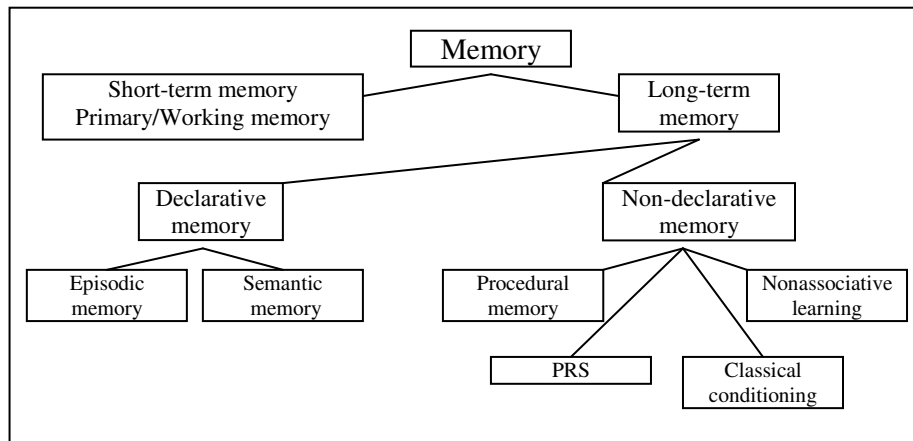 Memory
Short-term memory
Primary/Working memory
Long-term
memory
Declarative
memory
Non-declarative
memory
Episodic
memory
Semantic
memory
Procedural
memory
Nonassociative
learning
PRS
Classical
conditioning